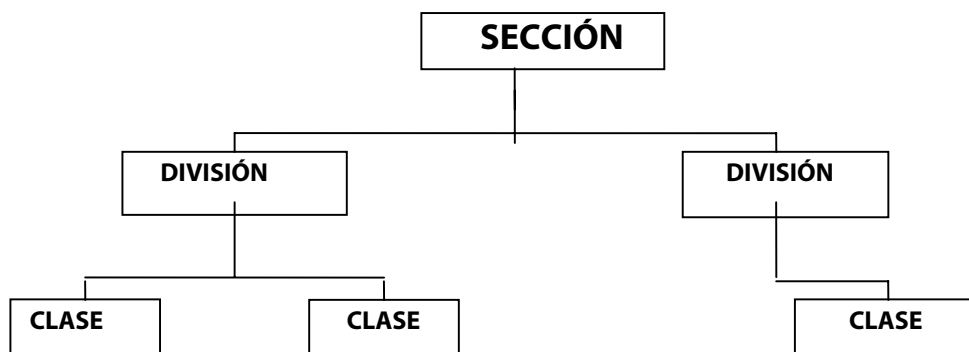 SECCIÓN
DIVISIÓN
DIVISIÓN
CLASE
CLASE
CLASE